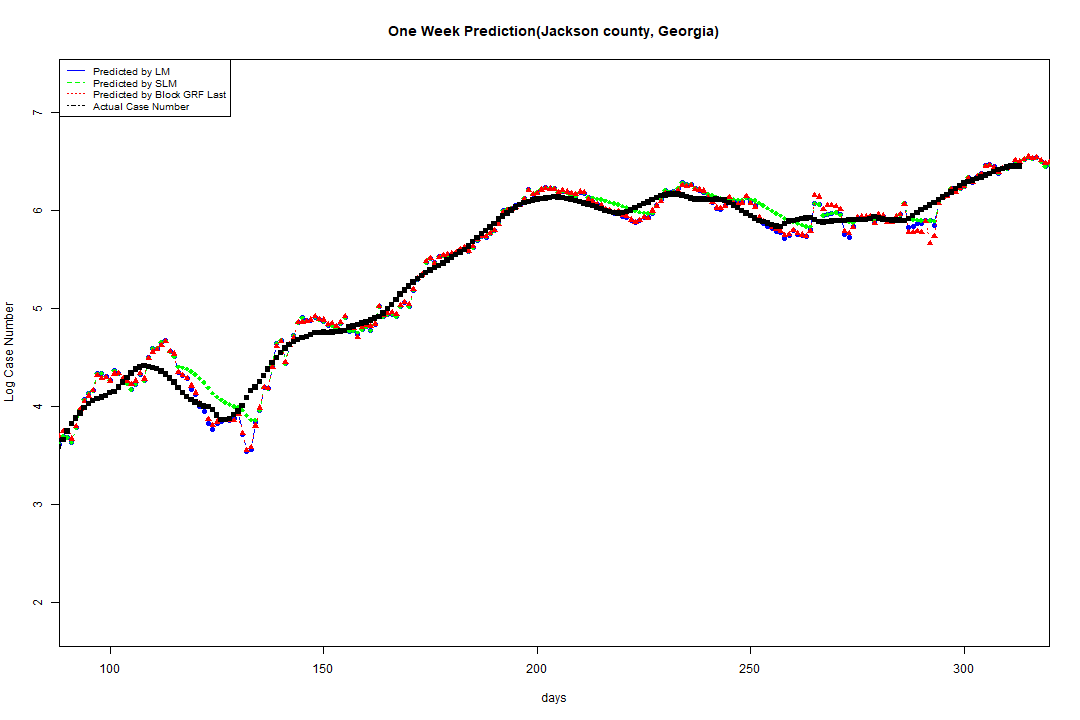 One Week Prediction(Jackson county, Georgia)
Predicted by LM
Predicted by SLM
Predicted by Block GRF Last
Actual Case Number
7
6
5
4
3
2
Log Case Number
100 150 200 250 300
days